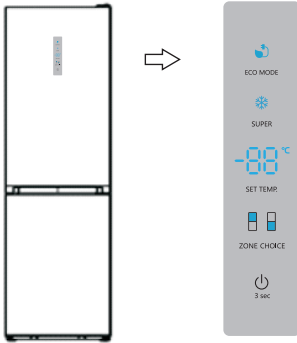 ECO MODE
SUPER
-88°C
SET TEMP.
ZONE CHOICE
3 sec